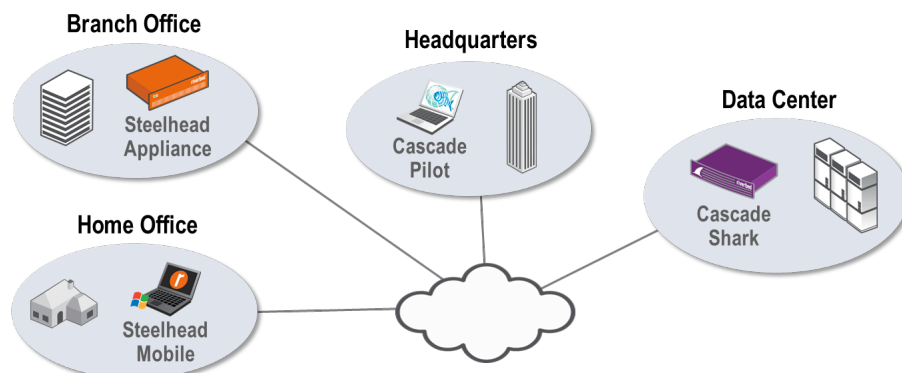 Branch Office
Steelhead
Appliance
Headquarters
Cascade
Pilot
Data Center
Cascade
Shark
Home Office
Steelhead
Mobile